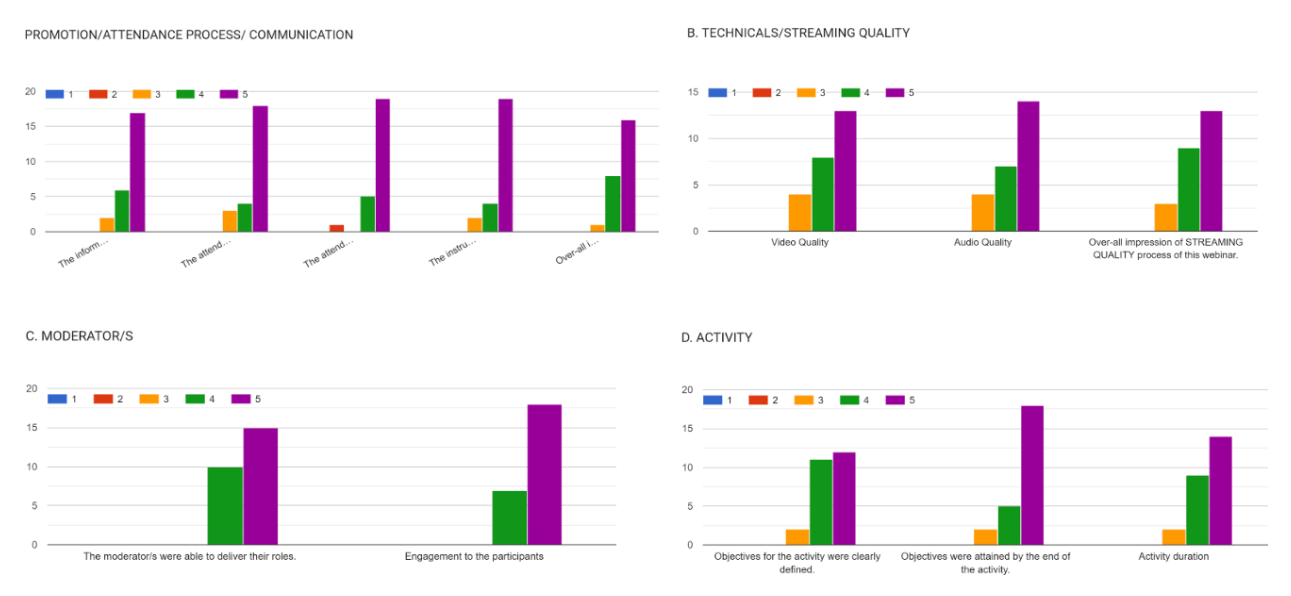 PROMOTION/ATTENDANCE PROCESS/ COMMUNICATION
20
1 2 3 4 5
15
10
5
0
The inform...
The attend...
The attend...
The instru...
Over-all i...
B. TECHNICALS/STREAMING QUALITY
15
1 2 3 4 5
10
5
0
Video Quality
Audio Quality
Over-all impression of STREAMING
QUALITY process of this webinar.
C. MODERATOR/S
20
1 2 3 4 5
15
10
5
0
The moderator/s were able to deliver their roles.
Engagement to the participants
D. ACTIVITY
20
1 2 3 4 5
15
10
5
0
Objectives for the activity were clearly
defined.
Objectives were attained by the end of
the activity.
Activity duration